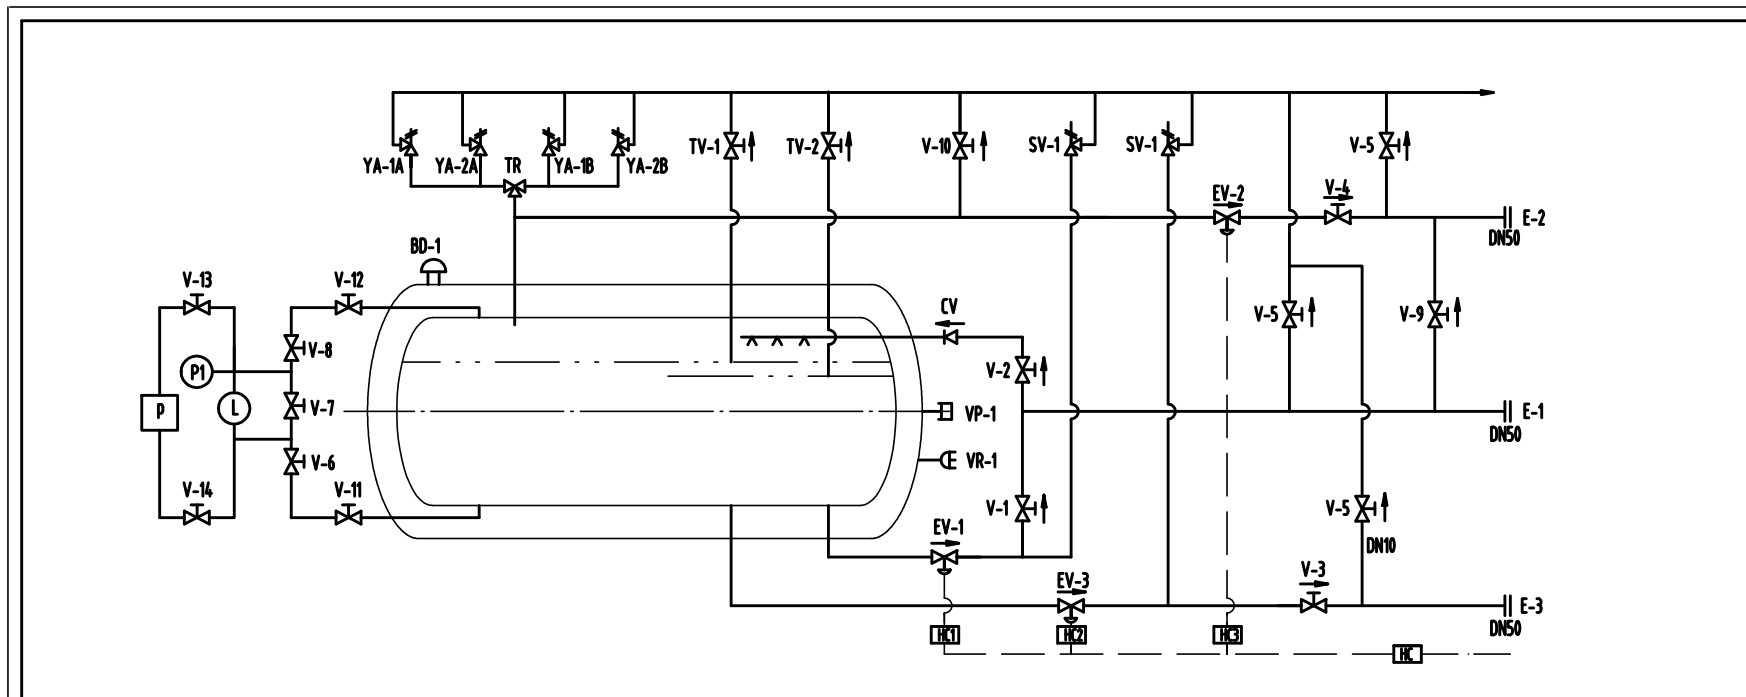 TV-1
TV-2
V-10
SV-1
SV-1
V-5
YA-1A
YA-2A
TR
YA-1B
YA-2B
EV-2
V-4
E-2
DN50
BD-1
V-13
V-12
CV
V-5
V-9
V-8
P1
V-2
P
L
V-7
VP-1
E-1
DN50
V-6
VR-1
V-14
V-11
V-1
V-5
EV-1
DN10
EV-3
V-3
E-3
DN50
HC1
HC2
HC3
HC